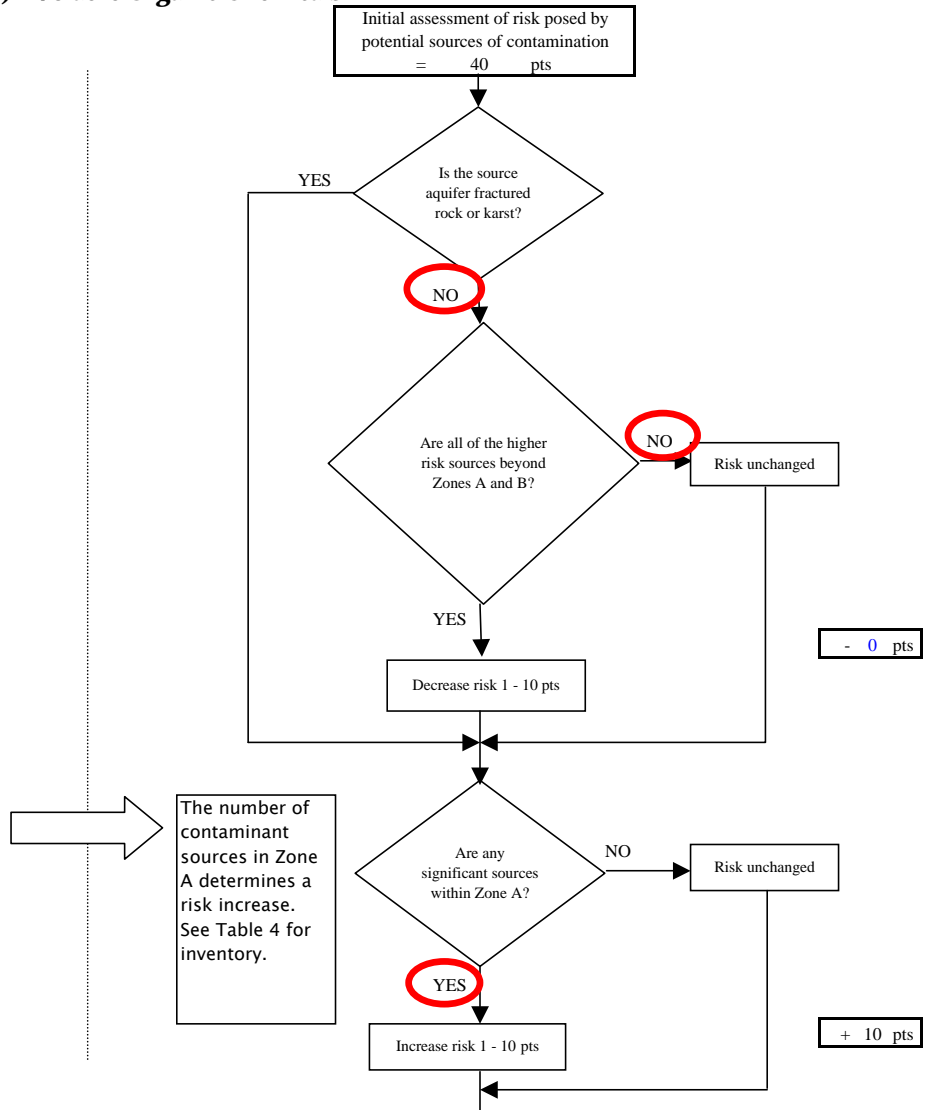 Initial assessment of risk posed by
potential sources of contamination
= 40 pts
Is the source
aquifer fractured
rock or karst?
YES
NO
Are all of the higher
risk sources beyond
Zones A and B?
NO
Risk unchanged
YES
- 0 pts
Decrease risk 1 - 10 pts
The number of
contaminant
sources in Zone
A determines a
risk increase.
See Table 4 for
inventory.
Are any
significant sources
within Zone A?
NO
Risk unchanged
YES
+ 10 pts
Increase risk 1 - 10 pts